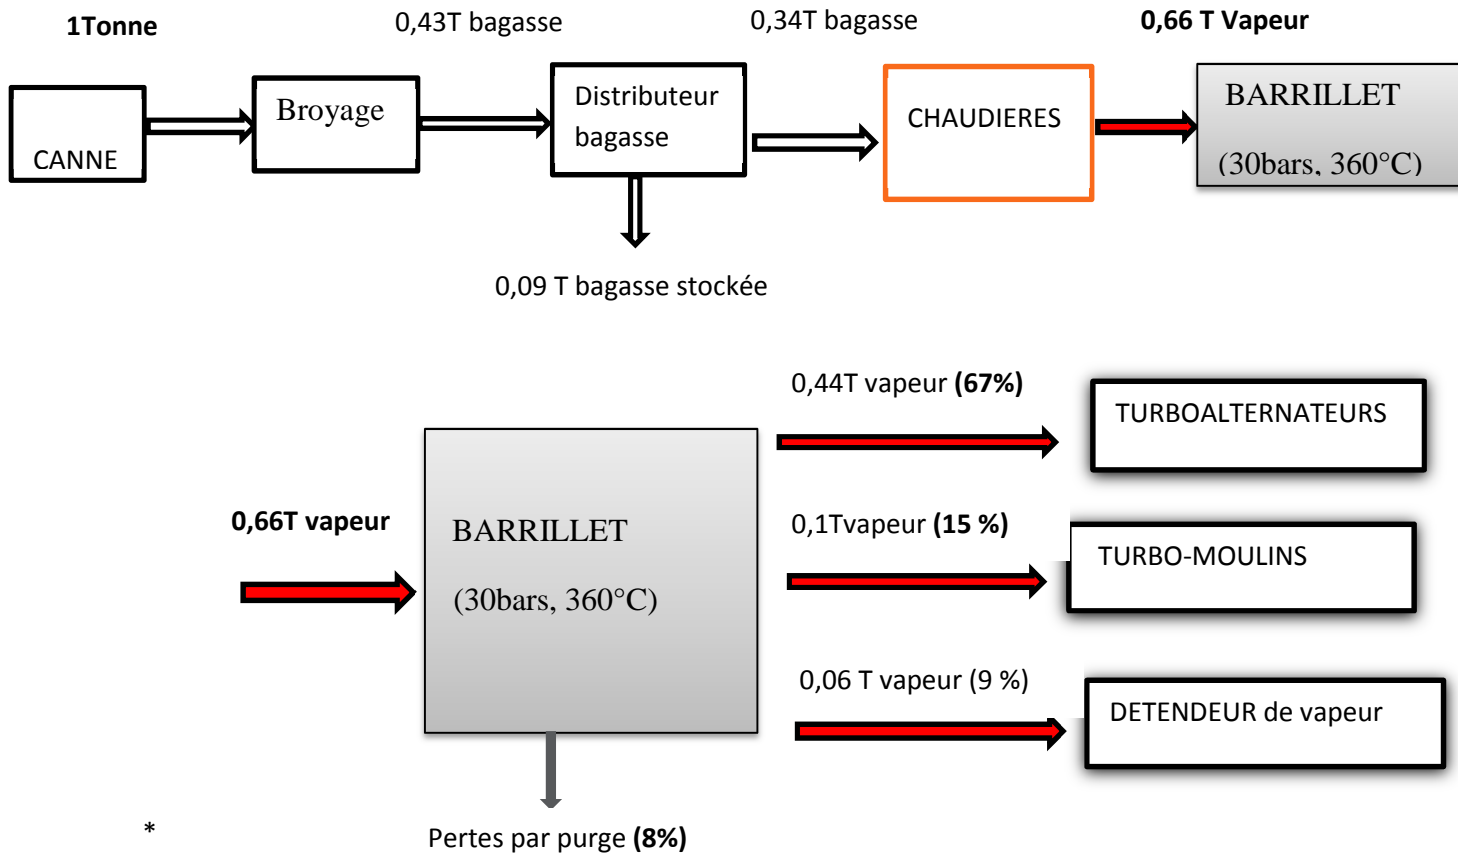 1Tonne
0,43T bagasse
0,34T bagasse
0,66 T Vapeur
CANNE
Broyage
Distributeur
bagasse
CHAUDIERES
BARRILLET
(30bars, 360°C)
0,09 T bagasse stockée
0,66T vapeur
BARRILLET
(30bars, 360°C)
0,44T vapeur (67%)
TURBOALTERNATEURS
0,1Tvapeur (15 %)
TURBO-MOULINS
0,06 T vapeur (9 %)
DETENDEUR de vapeur
*
Pertes par purge (8%)